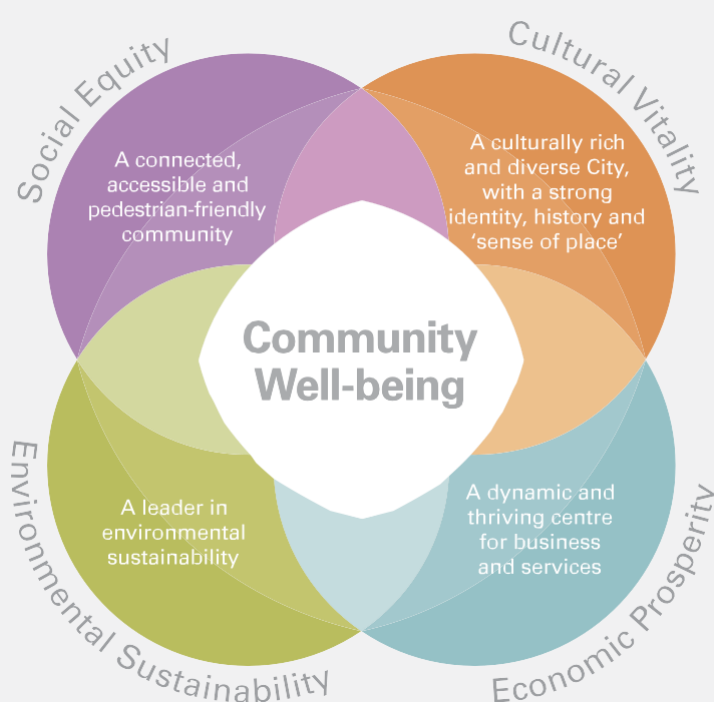 Social Equity
Cultural Vitality
A connected,
accessible and
pedestrian-friendly
community
A culturally rich
and diverse City,
with a strong
identity, history and
‘sense of place’
Community
Well-being
A leader in
environmental
sustainability
A dynamic and
thriving centre
for business
and services
Environmental Sustainability
Economic Prosperity